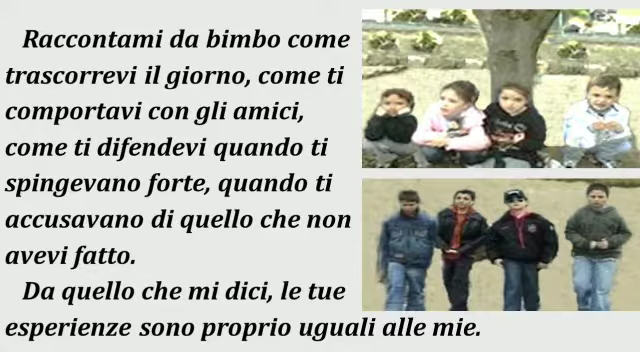 Raccontami da bimbo come
trascorrevi il giorno, come ti
comportavi con gli amici,
come ti difendevi quando ti
spingevano forte, quando ti
accusavano di quello che non
avevi fatto.
Da quello che mi dici, le tue
esperienze sono proprio uguali alle mie.